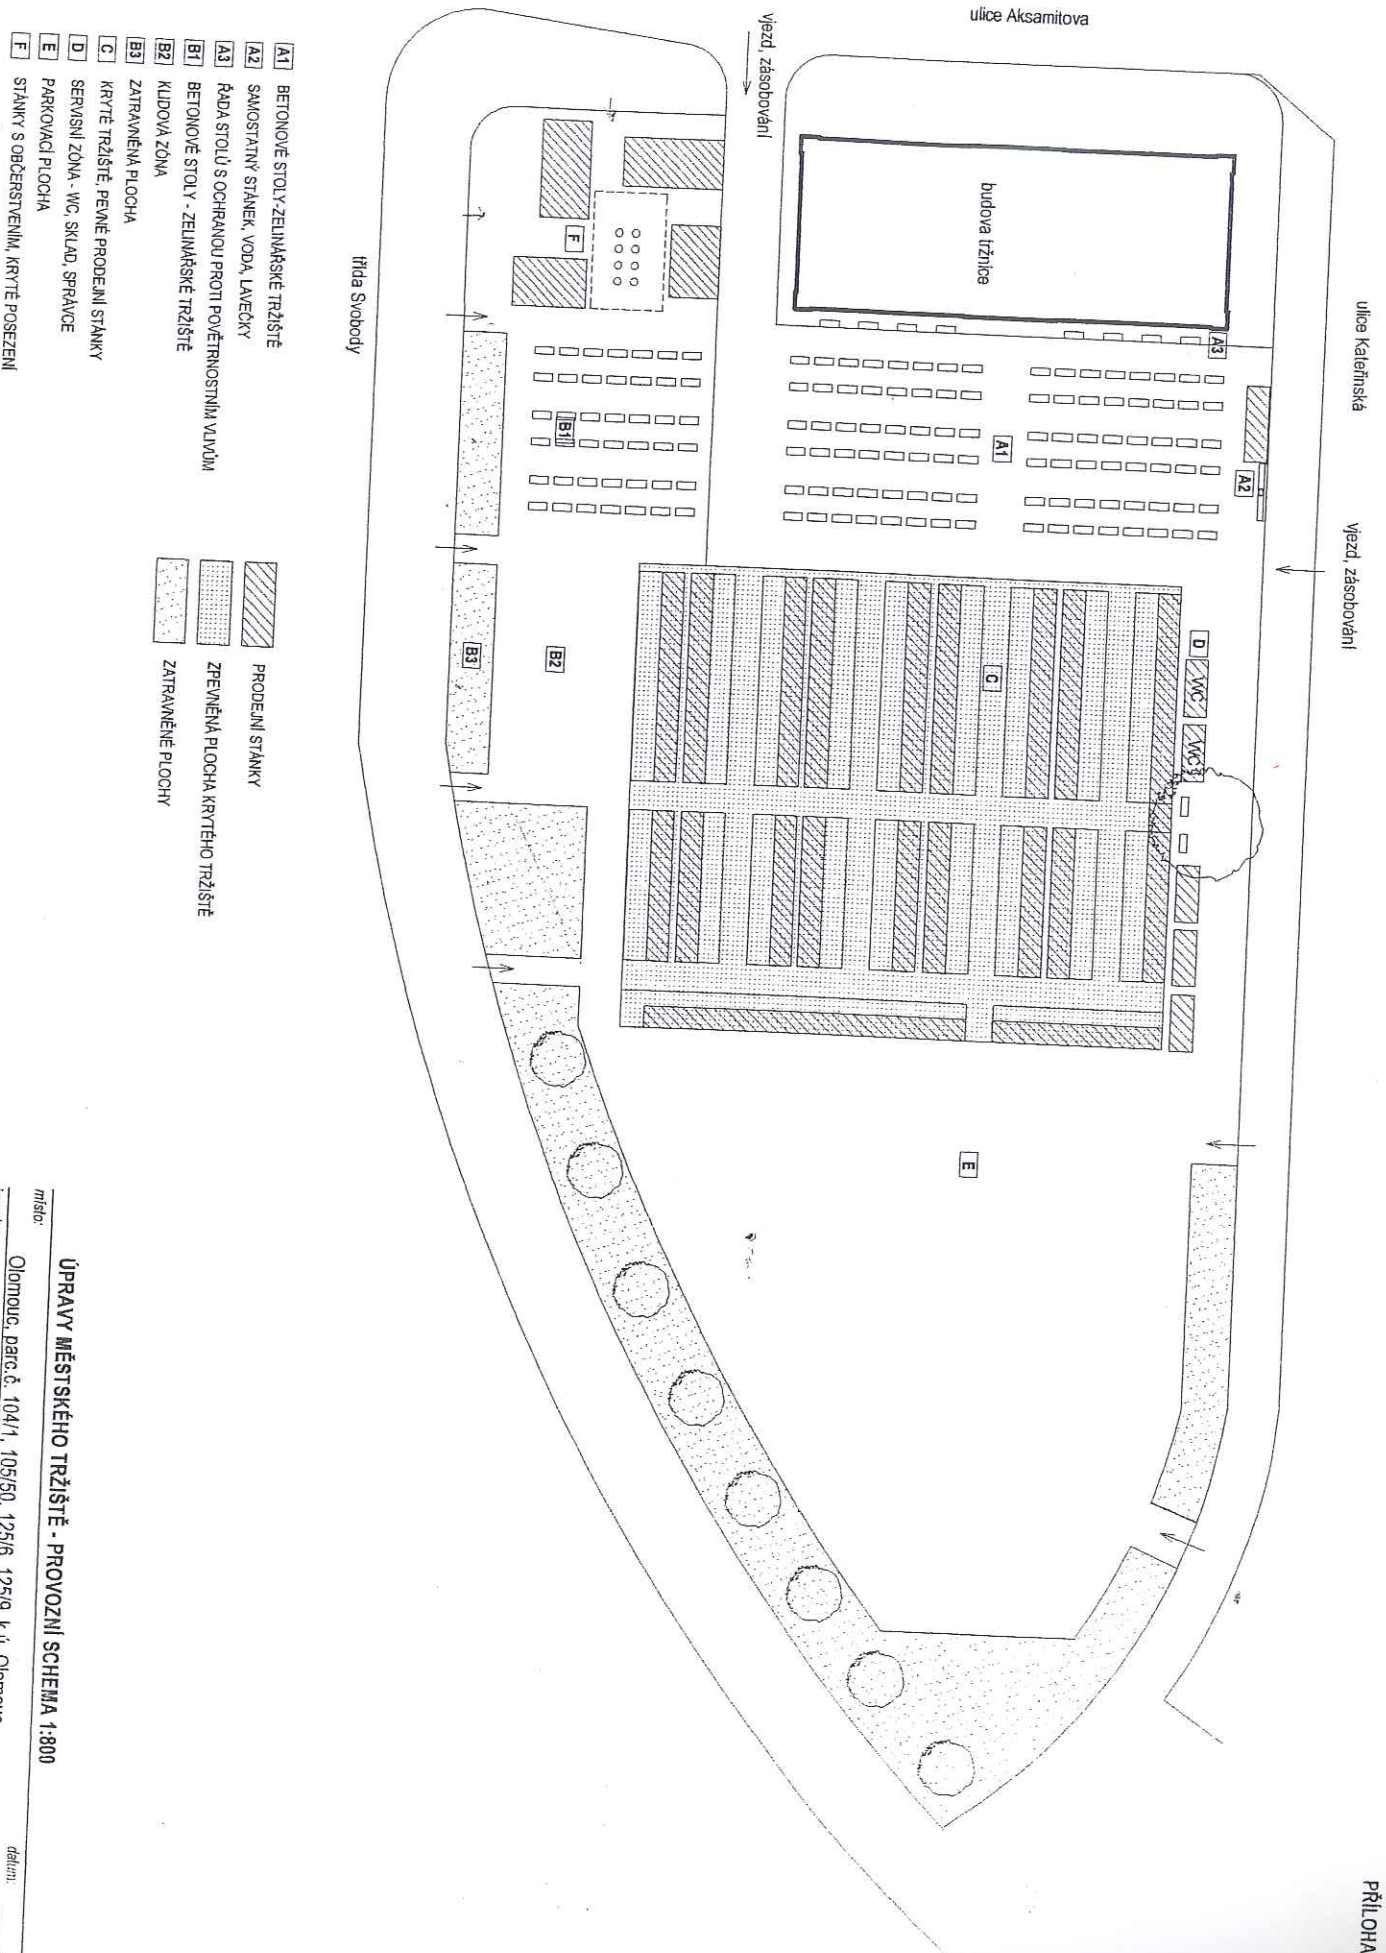 PŘÍLOHA
ulice Aksamitova
ulice Kateřinská
vjezd, zásobování
vjezd, zásobování
budova tržnice
třída Svobody
A3
A2
A1
B1
F
D
WC
WC
C
B2
B3
E
A1 BETONOVÉ STOLY-ZELINÁŘSKÉ TRŽIŠTĚ
A2 SAMOSTATNÝ STÁNEK, VODA, LAVEČKY
A3 ŘADA STOLŮ S OCHRANOU PROTI POVĚTRNOSTNÍM VLIVŮM
B1 BETONOVÉ STOLY - ZELINÁŘSKÉ TRŽIŠTĚ
B2 KLIDOVÁ ZÓNA
B3 ZATRAVNĚNÁ PLOCHA
C KRYTÉ TRŽIŠTĚ, PEVNÉ PRODEJNÍ STÁNKY
D SERVISNÍ ZÓNA - WC, SKLAD, SPRÁVCE
E PARKOVACÍ PLOCHA
F STÁNKY S OBČERSTVENÍM, KRYTÉ POSEZENÍ
PRODEJNÍ STÁNKY
ZPEVNĚNÁ PLOCHA KRYTÉHO TRŽIŠTĚ
ZATRAVNĚNÉ PLOCHY
ÚPRAVY MĚSTSKÉHO TRŽIŠTĚ - PROVOZNÍ SCHEMA 1:800
místo:
Olomouc, parc.č. 104/1, 105/50, 125/6, 125/9, k.ú. Olomouc
datum: